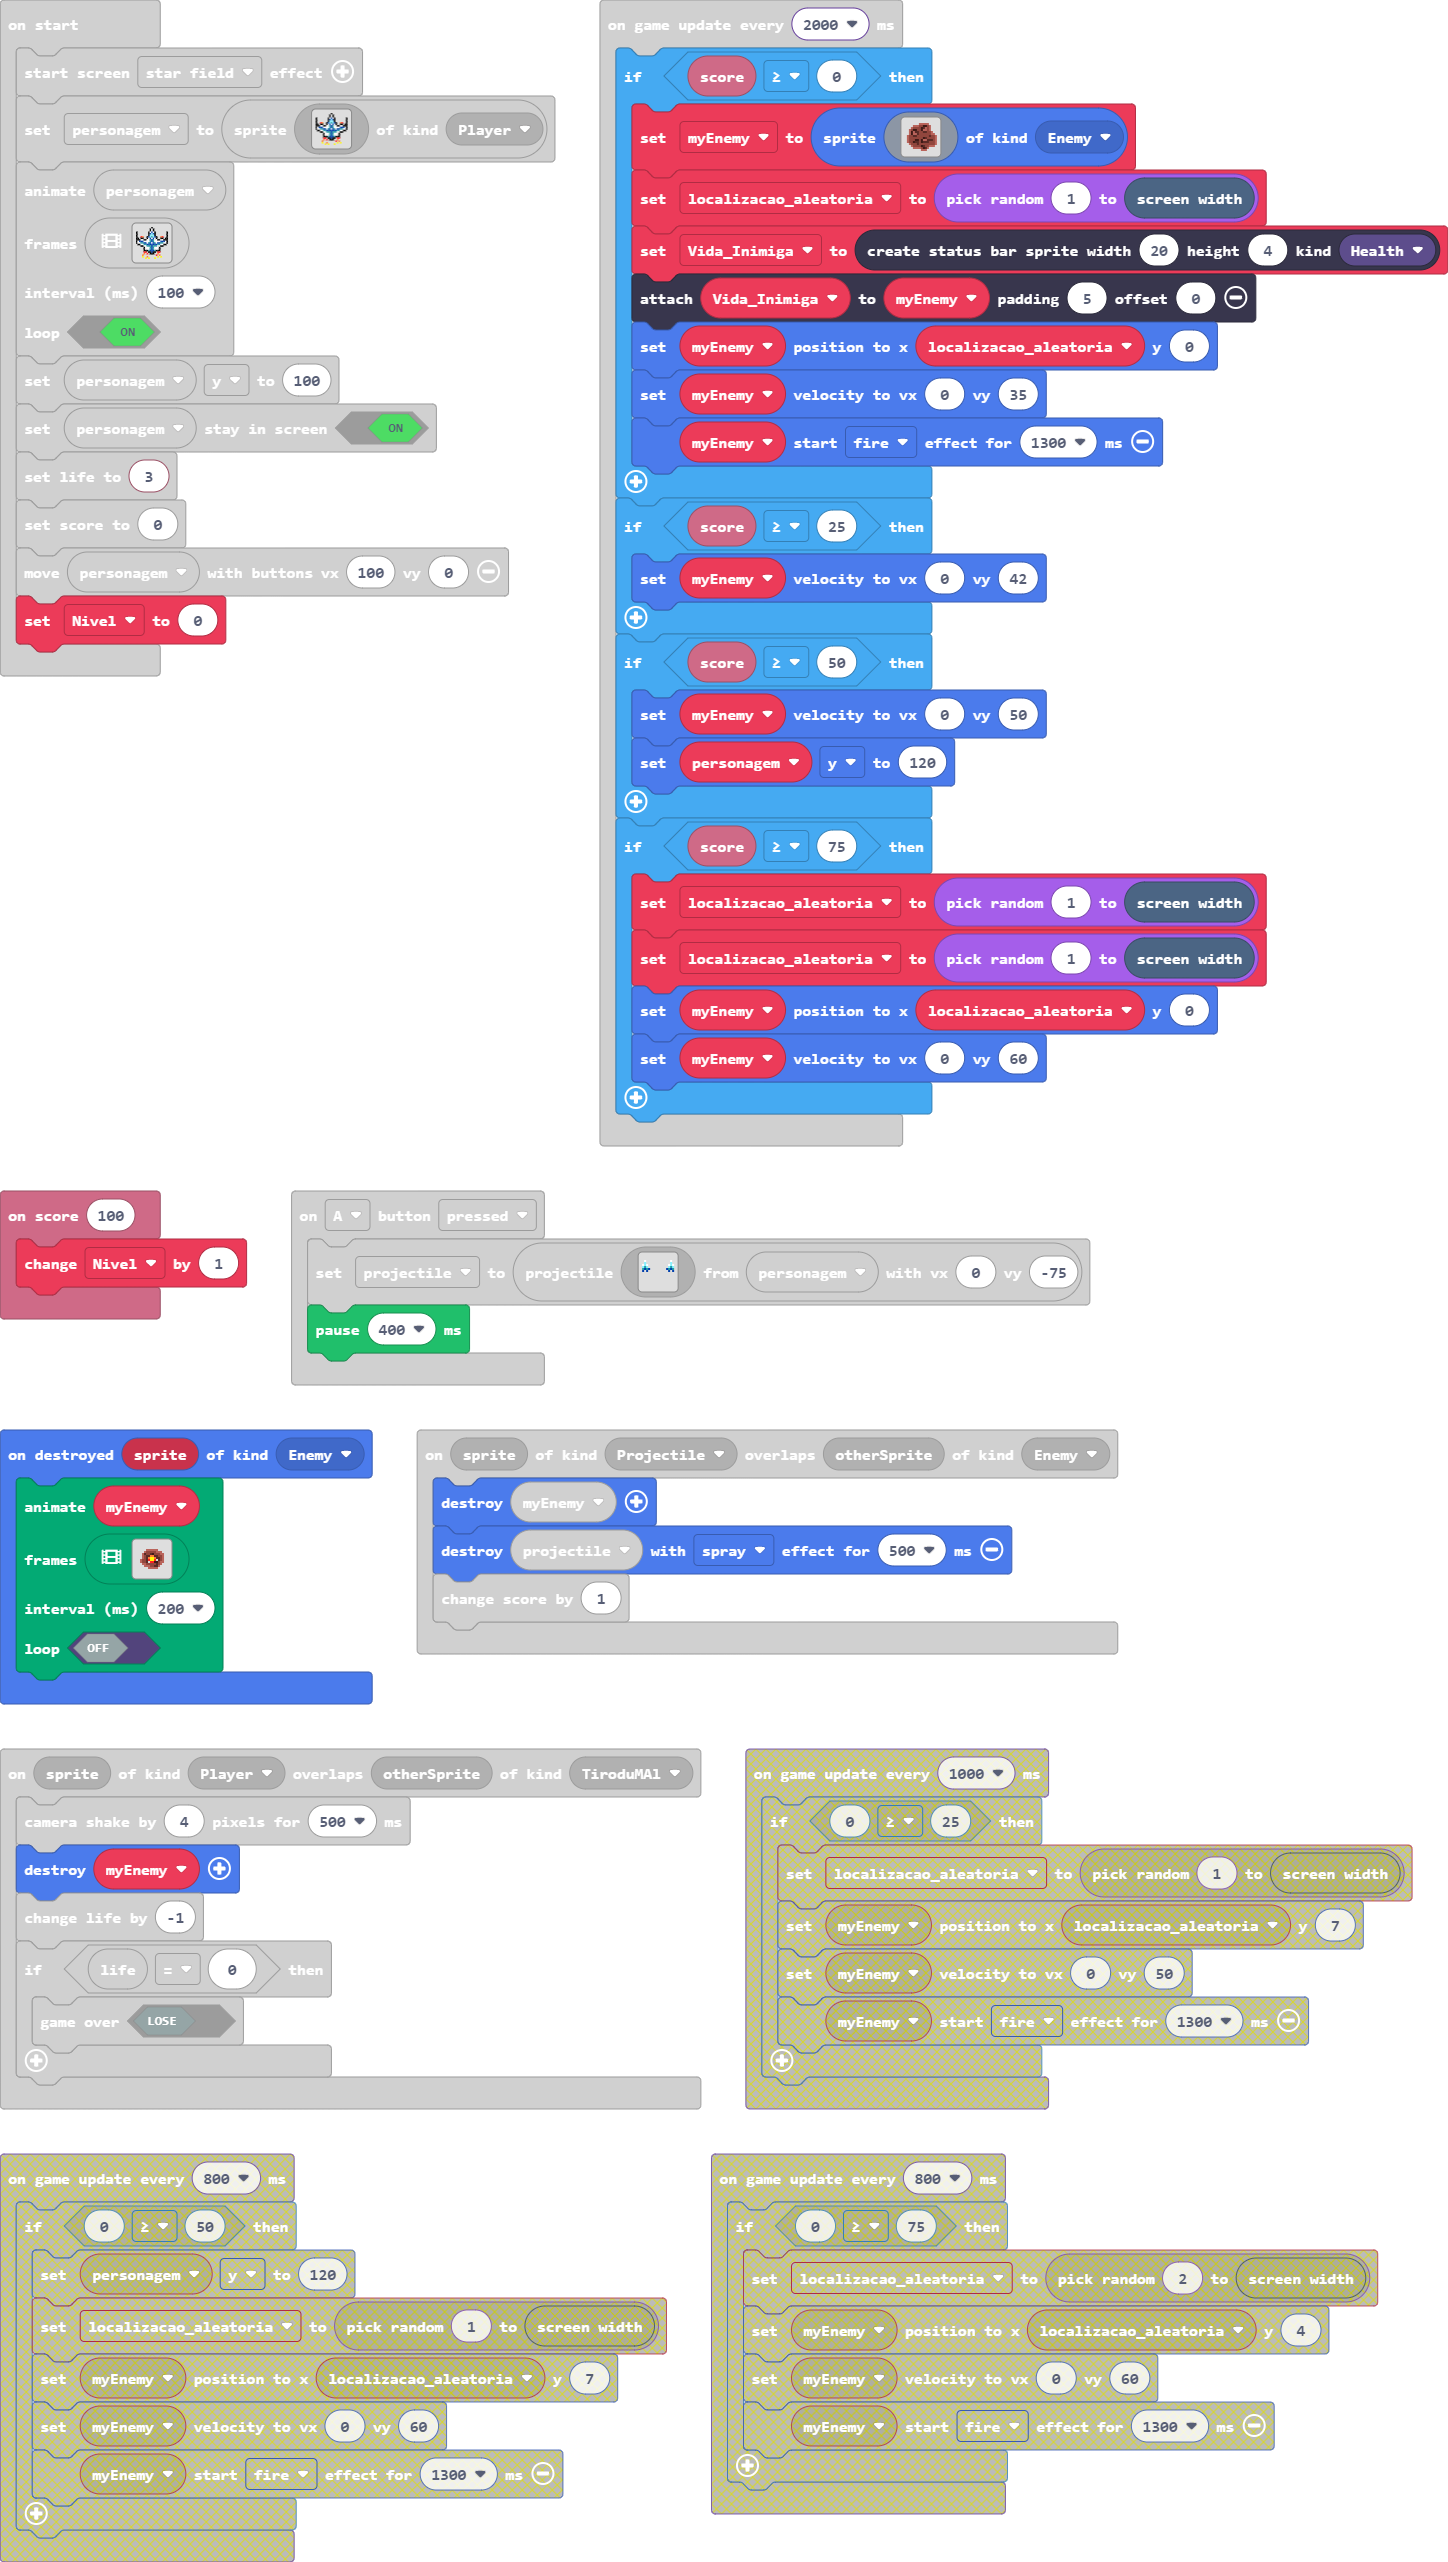 on start
start screen star field effect
set personagem to sprite of kind Player
animate personagem
frames
interval (ms) 100
loop ON
set personagem y to 100
set personagem stay in screen ON
set life to 3
set score to 0
move personagem with buttons vx 100 vy 0
set Nivel to 0
on game update every 2000 ms
if score ≥ 0 then
set myEnemy to sprite of kind Enemy
set localizacao_aleatoria to pick random 1 to screen width
set Vida_Inimiga to create status bar sprite width 20 height 4 kind Health
attach Vida_Inimiga to myEnemy padding 5 offset 0
set myEnemy position to x localizacao_aleatoria y 0
set myEnemy velocity to vx 0 vy 35
myEnemy start fire effect for 1300 ms
if score ≥ 25 then
set myEnemy velocity to vx 0 vy 42
if score ≥ 50 then
set myEnemy velocity to vx 0 vy 50
set personagem y to 120
if score ≥ 75 then
set localizacao_aleatoria to pick random 1 to screen width
set localizacao_aleatoria to pick random 1 to screen width
set myEnemy position to x localizacao_aleatoria y 0
set myEnemy velocity to vx 0 vy 60
on score 100
change Nivel by 1
on A button pressed
set projectile to projectile from personagem with vx 0 vy -75
pause 400 ms
on destroyed sprite of kind Enemy
animate myEnemy
frames
interval (ms) 200
loop OFF
on sprite of kind Projectile overlaps otherSprite of kind Enemy
destroy myEnemy
destroy projectile with spray effect for 500 ms
change score by 1
on sprite of kind Player overlaps otherSprite of kind TiroduMAl
camera shake by 4 pixels for 500 ms
destroy myEnemy
change life by -1
if life = 0 then
game over LOSE
on game update every 1000 ms
if 0 ≥ 25 then
set localizacao_aleatoria to pick random 1 to screen width
set myEnemy position to x localizacao_aleatoria y 7
set myEnemy velocity to vx 0 vy 50
myEnemy start fire effect for 1300 ms
on game update every 800 ms
if 0 ≥ 50 then
set personagem y to 120
set localizacao_aleatoria to pick random 1 to screen width
set myEnemy position to x localizacao_aleatoria y 7
set myEnemy velocity to vx 0 vy 60
myEnemy start fire effect for 1300 ms
on game update every 800 ms
if 0 ≥ 75 then
set localizacao_aleatoria to pick random 2 to screen width
set myEnemy position to x localizacao_aleatoria y 4
set myEnemy velocity to vx 0 vy 60
myEnemy start fire effect for 1300 ms